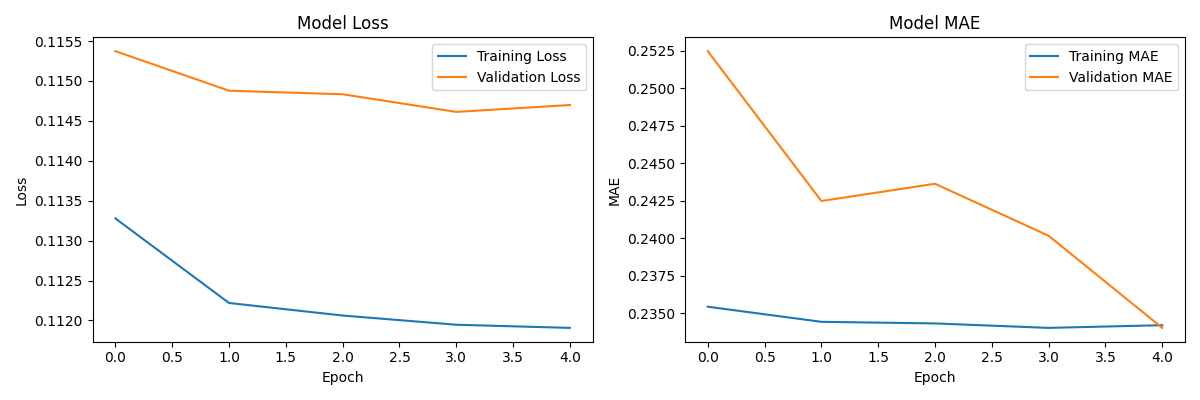 Model Loss
0.1155
0.1150
0.1145
0.1140
0.1135
0.1130
0.1125
0.1120
Loss
Training Loss
Validation Loss
0.0 0.5 1.0 1.5 2.0 2.5 3.0 3.5 4.0
Epoch
Model MAE
0.2525
0.2500
0.2475
0.2450
0.2425
0.2400
0.2375
0.2350
MAE
Training MAE
Validation MAE
0.0 0.5 1.0 1.5 2.0 2.5 3.0 3.5 4.0
Epoch